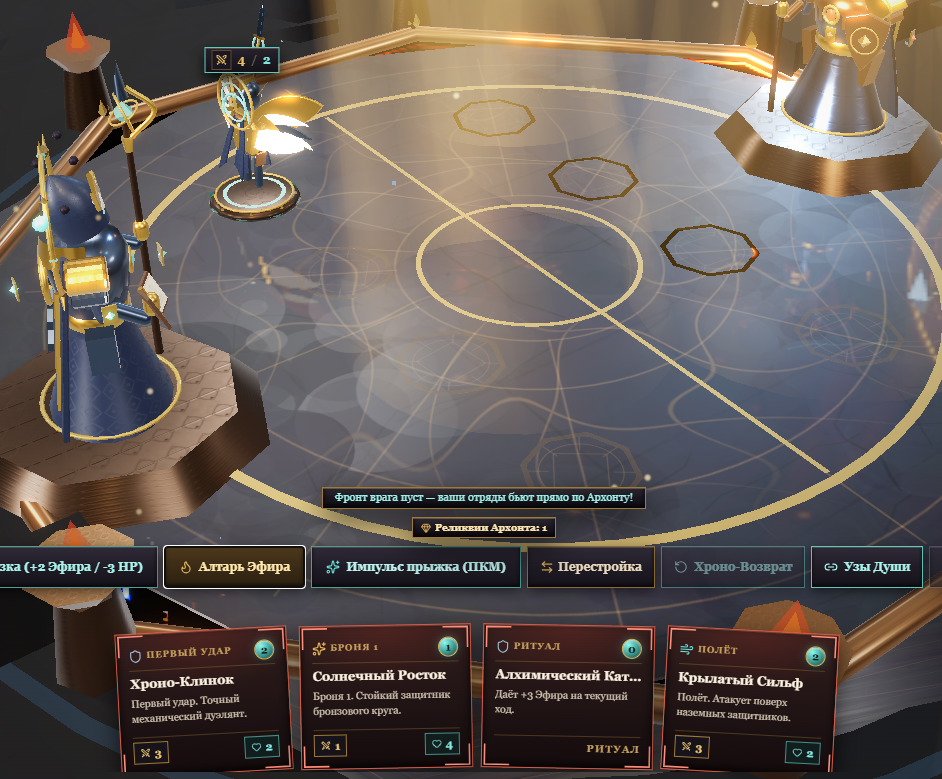 4 / 2
Фронт врага пуст — ваши отряды бьют прямо по Архонту!
Реликвии Архонта: 1
(+2 Эфира / -3 HP)
Алтарь Эфира
Импульс прыжка (ПКМ)
Перестройка
Хроно-Возврат
Узы Души
ПЕРВЫЙ УДАР 2
Хроно-Клинок
Первый удар. Точный
механический дуэлянт.
3 2
БРОНЯ 1 1
Солнечный Росток
Броня 1. Стойкий защитник
бронзового круга.
1 4
РИТУАЛ 0
Алхимический Кат...
Даёт +3 Эфира на текущий
ход.
РИТУАЛ
ПОЛЁТ 2
Крылатый Сильф
Полёт. Атакует поверх
наземных защитников.
3 2